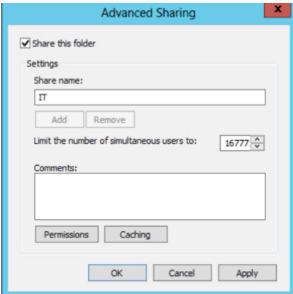 Advanced Sharing
x
Share this folder
Settings
Share name:
IT
Add Remove
Limit the number of simultaneous users to: 16777
Comments:
Permissions Caching
OK Cancel Apply